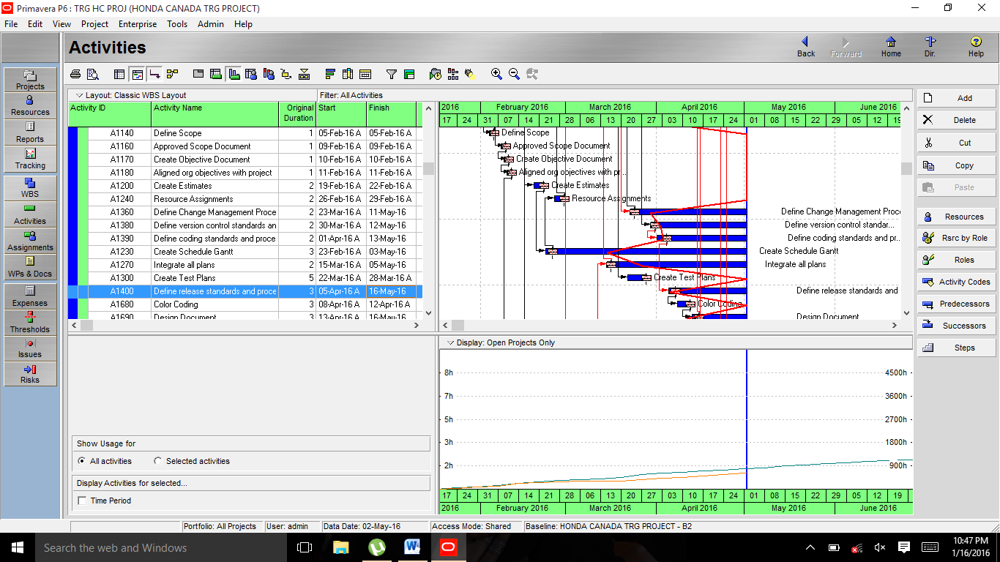 Primavera P6 : TRG HC PROJ (HONDA CANADA TRG PROJECT)
File Edit View Project Enterprise Tools Admin Help
Activities
Back Forward Home Dir. Help
Layout: Classic WBS Layout Filter: All Activities
Activity ID Activity Name Original Duration Start Finish
A1140 Define Scope 1 05-Feb-16 A 05-Feb-16 A
A1160 Approved Scope Document 1 09-Feb-16 A 09-Feb-16 A
A1170 Create Objective Document 1 10-Feb-16 A 10-Feb-16 A
A1180 Aligned org objectives with project 1 11-Feb-16 A 11-Feb-16 A
A1200 Create Estimates 2 19-Feb-16 A 22-Feb-16 A
A1240 Resource Assignments 2 26-Feb-16 A 29-Feb-16 A
A1360 Define Change Management Proce 2 23-Mar-16 A 11-May-16
A1380 Define version control standards an 2 30-Mar-16 A 12-May-16
A1390 Define coding standards and proce 2 01-Apr-16 A 13-May-16
A1230 Create Schedule Gantt 3 23-Feb-16 A 03-May-16
A1270 Integrate all plans 2 15-Mar-16 A 05-May-16
A1300 Create Test Plans 5 22-Mar-16 A 28-Mar-16 A
A1400 Define release standards and proce 3 05-Apr-16 A 16-May-16
A1680 Color Coding 3 08-Apr-16 A 12-Apr-16 A
A1690 Design Document 3 13-Apr-16 A 16-May-16
2016 February 2016 March 2016 April 2016 May 2016 June 2016
17 24 31 07 14 21 28 06 13 20 27 03 10 17 24 01 08 15 22 29 05 12 19
Define Scope
Approved Scope Document
Create Objective Document
Aligned org objectives with pr...
Create Estimates
Resource Assignments
Define Change Management Proc
Define version control standar...
Define coding standards and pr...
Create Schedule Gantt
Integrate all plans
Create Test Plans
Define release standards and
Color Coding
Design Document
Projects
Resources
Reports
Tracking
WBS
Activities
Assignments
WPs & Docs
Expenses
Thresholds
Issues
Risks
Add
Delete
Cut
Copy
Paste
Resources
Rsrc by Role
Roles
Activity Codes
Predecessors
Successors
Steps
Show Usage for
All activities Selected activities
Display Activities for selected...
Time Period
Display: Open Projects Only
8h 4500h
7h 3600h
5h 2700h
3h 1800h
2h 900h
17 24 31 07 14 21 28 06 13 20 27 03 10 17 24 01 08 15 22 29 05 12 19
2016 February 2016 March 2016 April 2016 May 2016 June 2016
Portfolio: All Projects User: admin Data Date: 02-May-16 Access Mode: Shared Baseline: HONDA CANADA TRG PROJECT - B2
Search the web and Windows
10:47 PM
1/16/2016